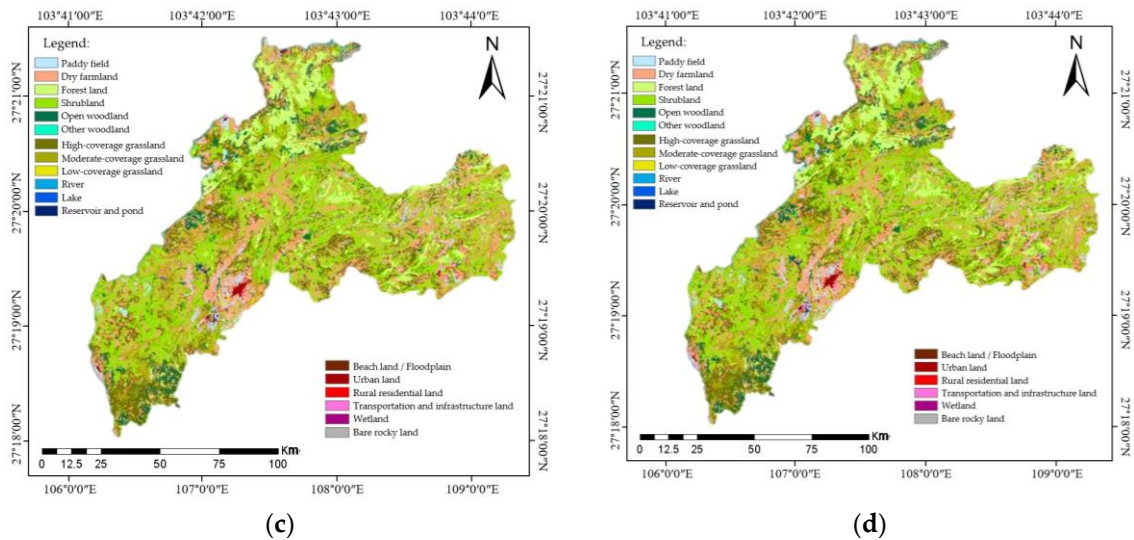 103°41'0"E 103°42'0"E 103°43'0"E 103°44'0"E
Legend:
Paddy field
Dry farmland
Forest land
Shrubland
Open woodland
Other woodland
High-coverage grassland
Moderate-coverage grassland
Low-coverage grassland
River
Lake
Reservoir and pond
N
27°21'00"N
27°20'00"N
27°19'00"N
27°18'00"N
27°21'00"N
27°20'00"N
27°19'00"N
27°18'00"N
Beach land / Floodplain
Urban land
Rural residential land
Transportation and infrastructure land
Wetland
Bare rocky land
0 12.5 25 50 75 100 Km
106°0'0"E 107°0'0"E 108°0'0"E 109°0'0"E
(c)
103°41'0"E 103°42'0"E 103°43'0"E 103°44'0"E
Legend:
Paddy field
Dry farmland
Forest land
Shrubland
Open woodland
Other woodland
High-coverage grassland
Moderate-coverage grassland
Low-coverage grassland
River
Lake
Reservoir and pond
N
27°21'00"N
27°20'00"N
27°19'00"N
27°18'00"N
27°21'00"N
27°20'00"N
27°19'00"N
27°18'00"N
Beach land / Floodplain
Urban land
Rural residential land
Transportation and infrastructure land
Wetland
Bare rocky land
0 12.5 25 50 75 100 Km
106°0'0"E 107°0'0"E 108°0'0"E 109°0'0"E
(d)